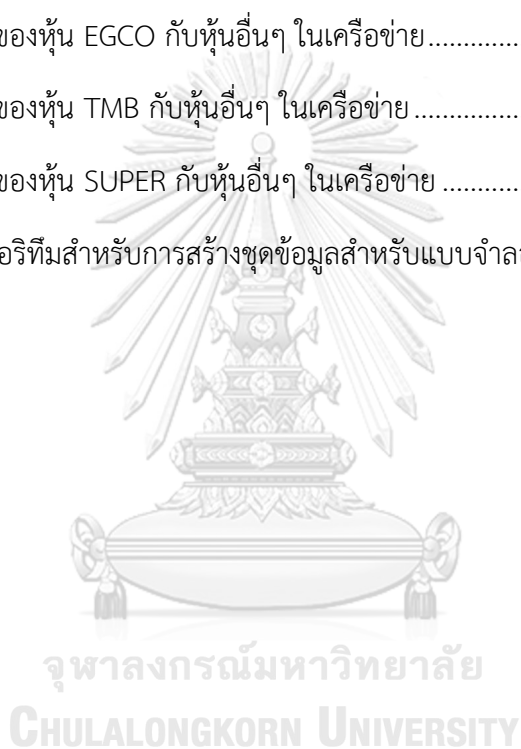 ของหุ้น EGCO กับหุ้นอื่นๆ ในเครือข่าย..............
ของหุ้น TMB กับหุ้นอื่นๆ ในเครือข่าย...............
ของหุ้น SUPER กับหุ้นอื่นๆ ในเครือข่าย............
อริทึมสำหรับการสร้างชุดข้อมูลสำหรับแบบจำล
จุฬาลงกรณ์มหาวิทยาลัย
CHULALONGKORN UNIVERSITY